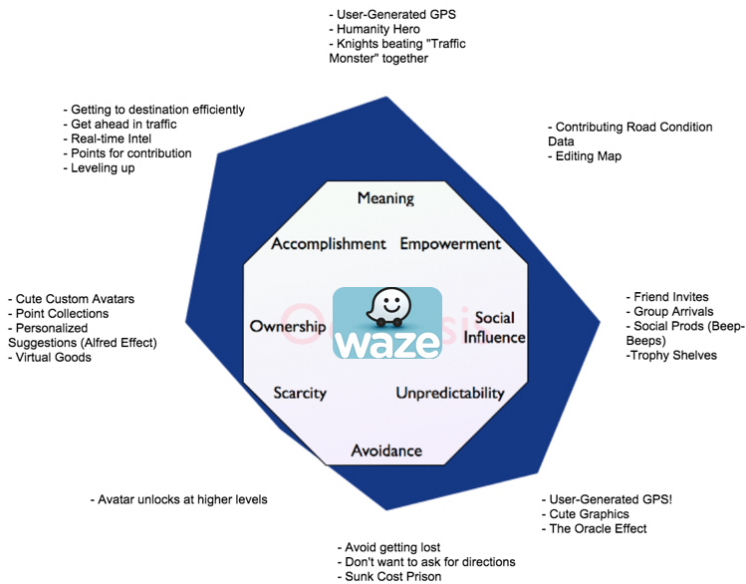 - User-Generated GPS
- Humanity Hero
- Knights beating "Traffic
Monster" together
- Getting to destination efficiently
- Get ahead in traffic
- Real-time Intel
- Points for contribution
- Leveling up
- Contributing Road Condition
Data
- Editing Map
Meaning
Accomplishment
Empowerment
- Cute Custom Avatars
- Point Collections
- Personalized
Suggestions (Alfred Effect)
- Virtual Goods
Ownership
waze
Social
Influence
- Friend Invites
- Group Arrivals
- Social Prods (Beep-
Beeps)
-Trophy Shelves
Scarcity
Unpredictability
Avoidance
- Avatar unlocks at higher levels
- User-Generated GPS!
- Cute Graphics
- The Oracle Effect
- Avoid getting lost
- Don't want to ask for directions
- Sunk Cost Prison